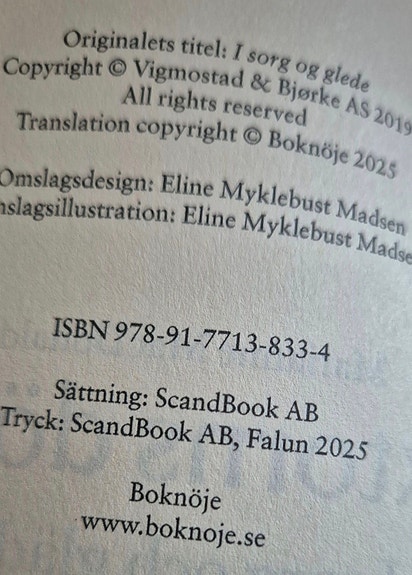 Originalets titel: I sorg og glede
Copyright © Vigmostad & Bjørke AS 2019
All rights reserved
Translation copyright © Boknöje 2025
Omslagsdesign: Eline Myklebust Madsen
slagsillustration: Eline Myklebust Madse
ISBN 978-91-7713-833-4
Sättning: ScandBook AB
Tryck: ScandBook AB, Falun 2025
Boknöje
www.boknoje.se